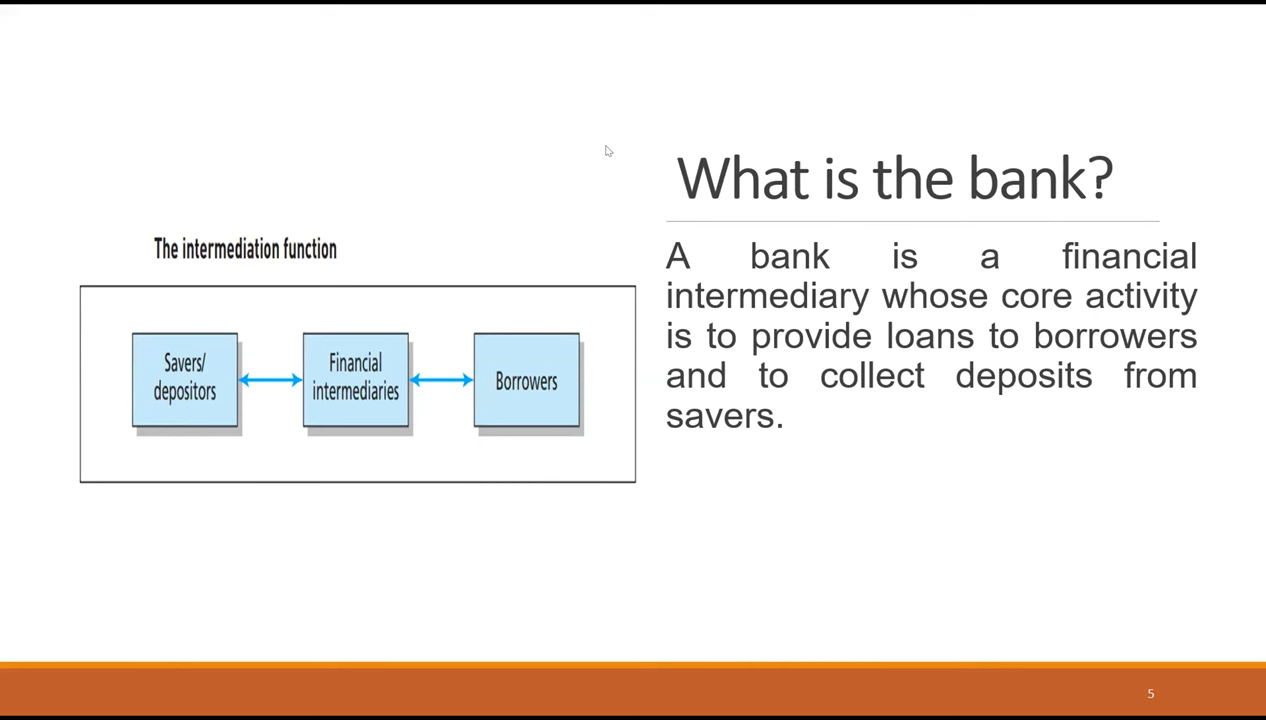 What is the bank?
The intermediation function
A bank is a financial
intermediary whose core activity
is to provide loans to borrowers
and to collect deposits from
savers.
Savers/
depositors
Financial
intermediaries
Borrowers
5